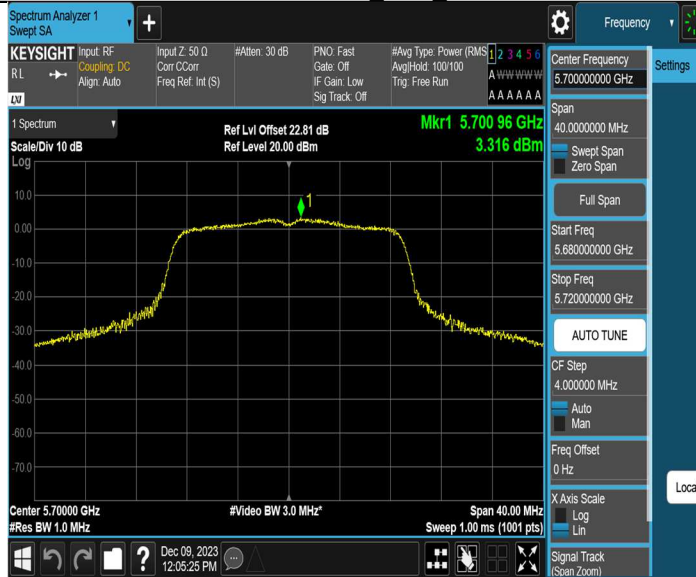 Spectrum Analyzer 1
Swept SA
Frequency
KEYSIGHT
RL
LXI
Input: RF
Coupling: DC
Align: Auto
Input Z: 50 Ω
Corr CCorr
Freq Ref: Int (S)
#Atten: 30 dB
PNO: Fast
Gate: Off
IF Gain: Low
Sig Track: Off
#Avg Type: Power (RMS
Avg|Hold: 100/100
Trig: Free Run
1 2 3 4 5 6
A W W W W W
A A A A A A
1 Spectrum
Scale/Div 10 dB
Log
Ref Lvl Offset 22.81 dB
Ref Level 20.00 dBm
Mkr1 5.700 96 GHz
3.316 dBm
1
10.0
0.00
-10.0
-20.0
-30.0
-40.0
-50.0
-60.0
-70.0
Center 5.70000 GHz
#Res BW 1.0 MHz
#Video BW 3.0 MHz*
Span 40.00 MHz
Sweep 1.00 ms (1001 pts)
Center Frequency
5.700000000 GHz
Span
40.0000000 MHz
Swept Span
Zero Span
Full Span
Start Freq
5.680000000 GHz
Stop Freq
5.720000000 GHz
AUTO TUNE
CF Step
4.000000 MHz
Auto
Man
Freq Offset
0 Hz
X Axis Scale
Log
Lin
Signal Track
(Span Zoom)
Settings
Loca
?
Dec 09, 2023
12:05:25 PM